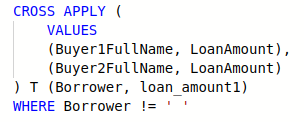 CROSS APPLY (
VALUES
(Buyer1FullName, LoanAmount),
(Buyer2FullName, LoanAmount)
) T (Borrower, loan_amount1)
WHERE Borrower != ' '